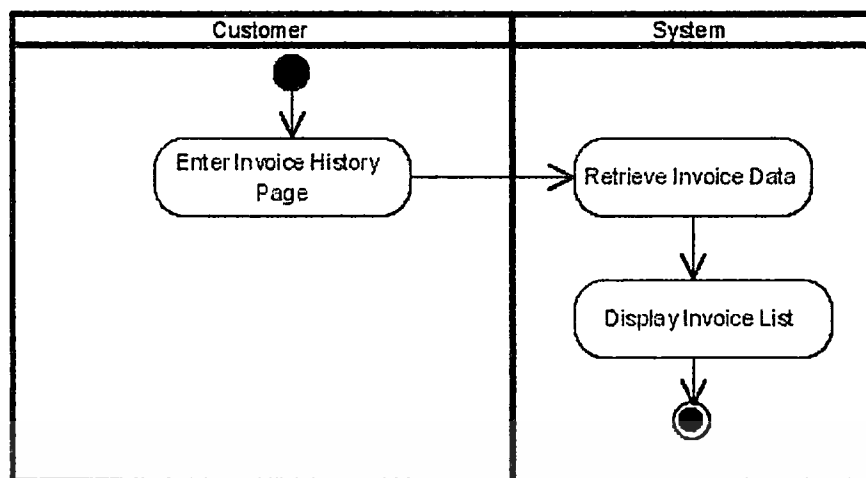 Customer
System
Enter Invoice History
Page
Retrieve Invoice Data
Display Invoice List